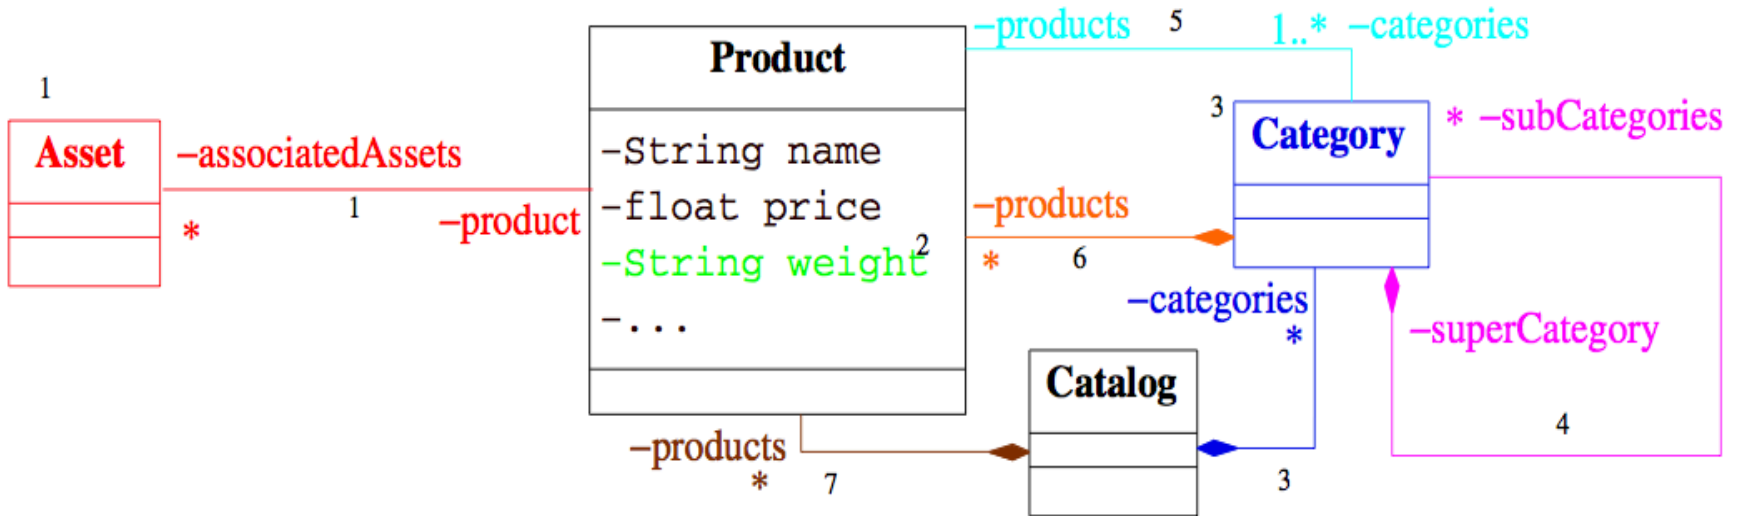 1
Asset
–associatedAssets
*
1
–product
Product
–String name
–float price
–String weight
2
–...
–products
5
1..*
–categories
3
Category
* –subCategories
–products
*
6
–categories
*
–superCategory
Catalog
–products
*
7
3
4